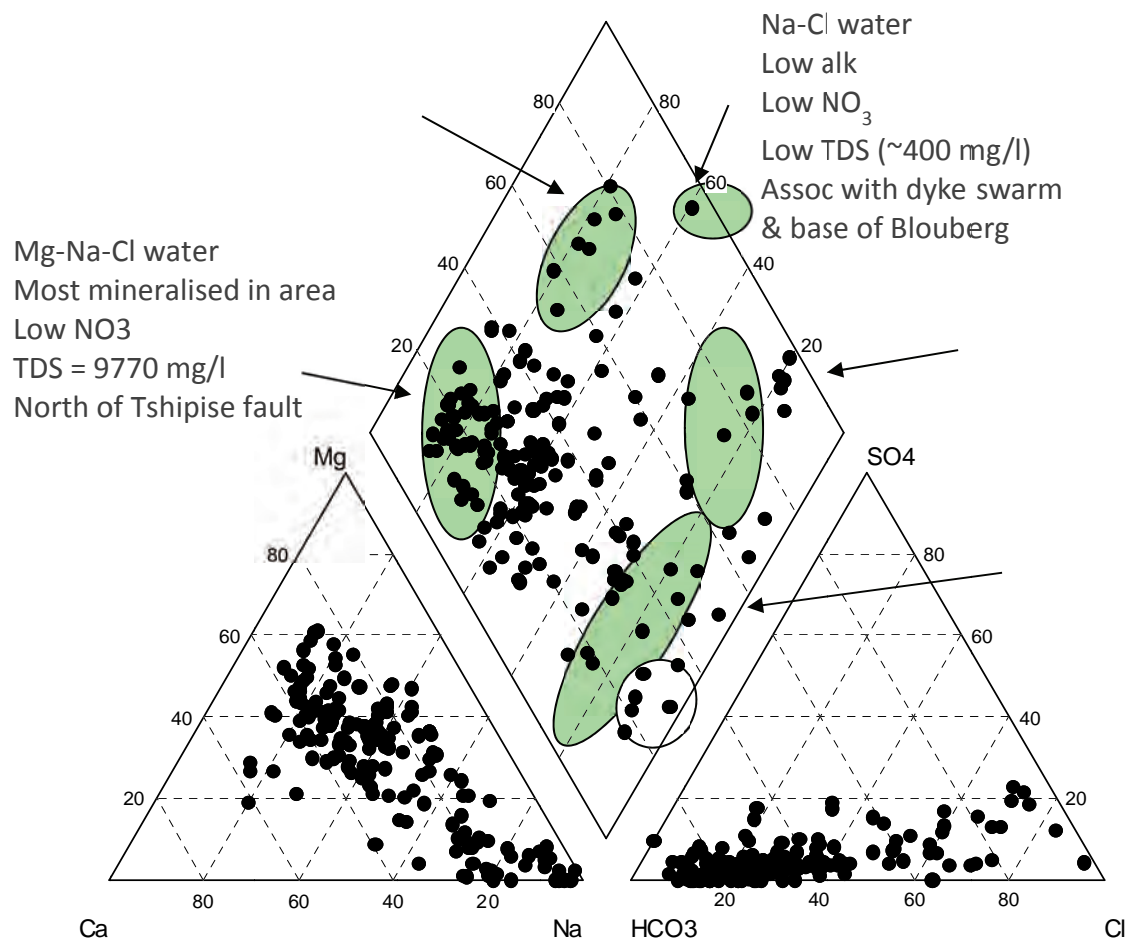 Na-Cl water
Low alk
Low NO3
Low TDS (~400 mg/l)
Assoc with dyke swarm
& base of Blouberg
Mg-Na-Cl water
Most mineralised in area
Low NO3
TDS = 9770 mg/l
North of Tshipise fault
80 80
60 60
40 40
20 20
Mg SO4
80 80
60 60
40 40
20 20
80 60 40 20 20 40 60 80
Ca Na HCO3 Cl